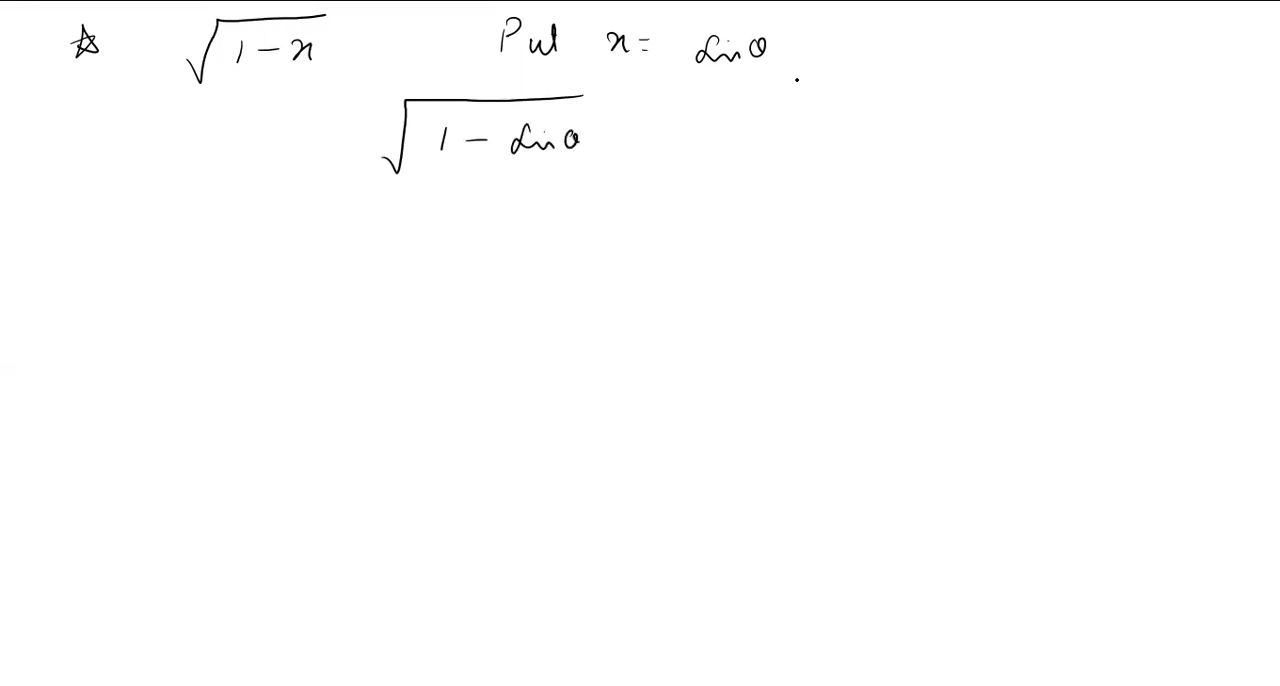 ☆ √(1 - x) Put x = sin θ.
√(1 - sin θ)